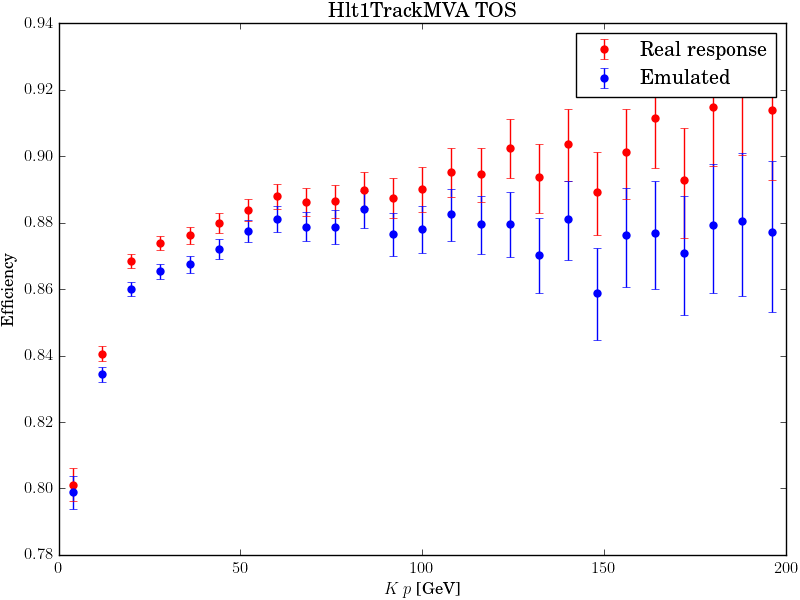 Hlt1TrackMVA TOS
0.94
0.92
0.90
0.88
0.86
0.84
0.82
0.80
0.78
Efficiency
Real response
Emulated
0
50
100
150
200
K p [GeV]